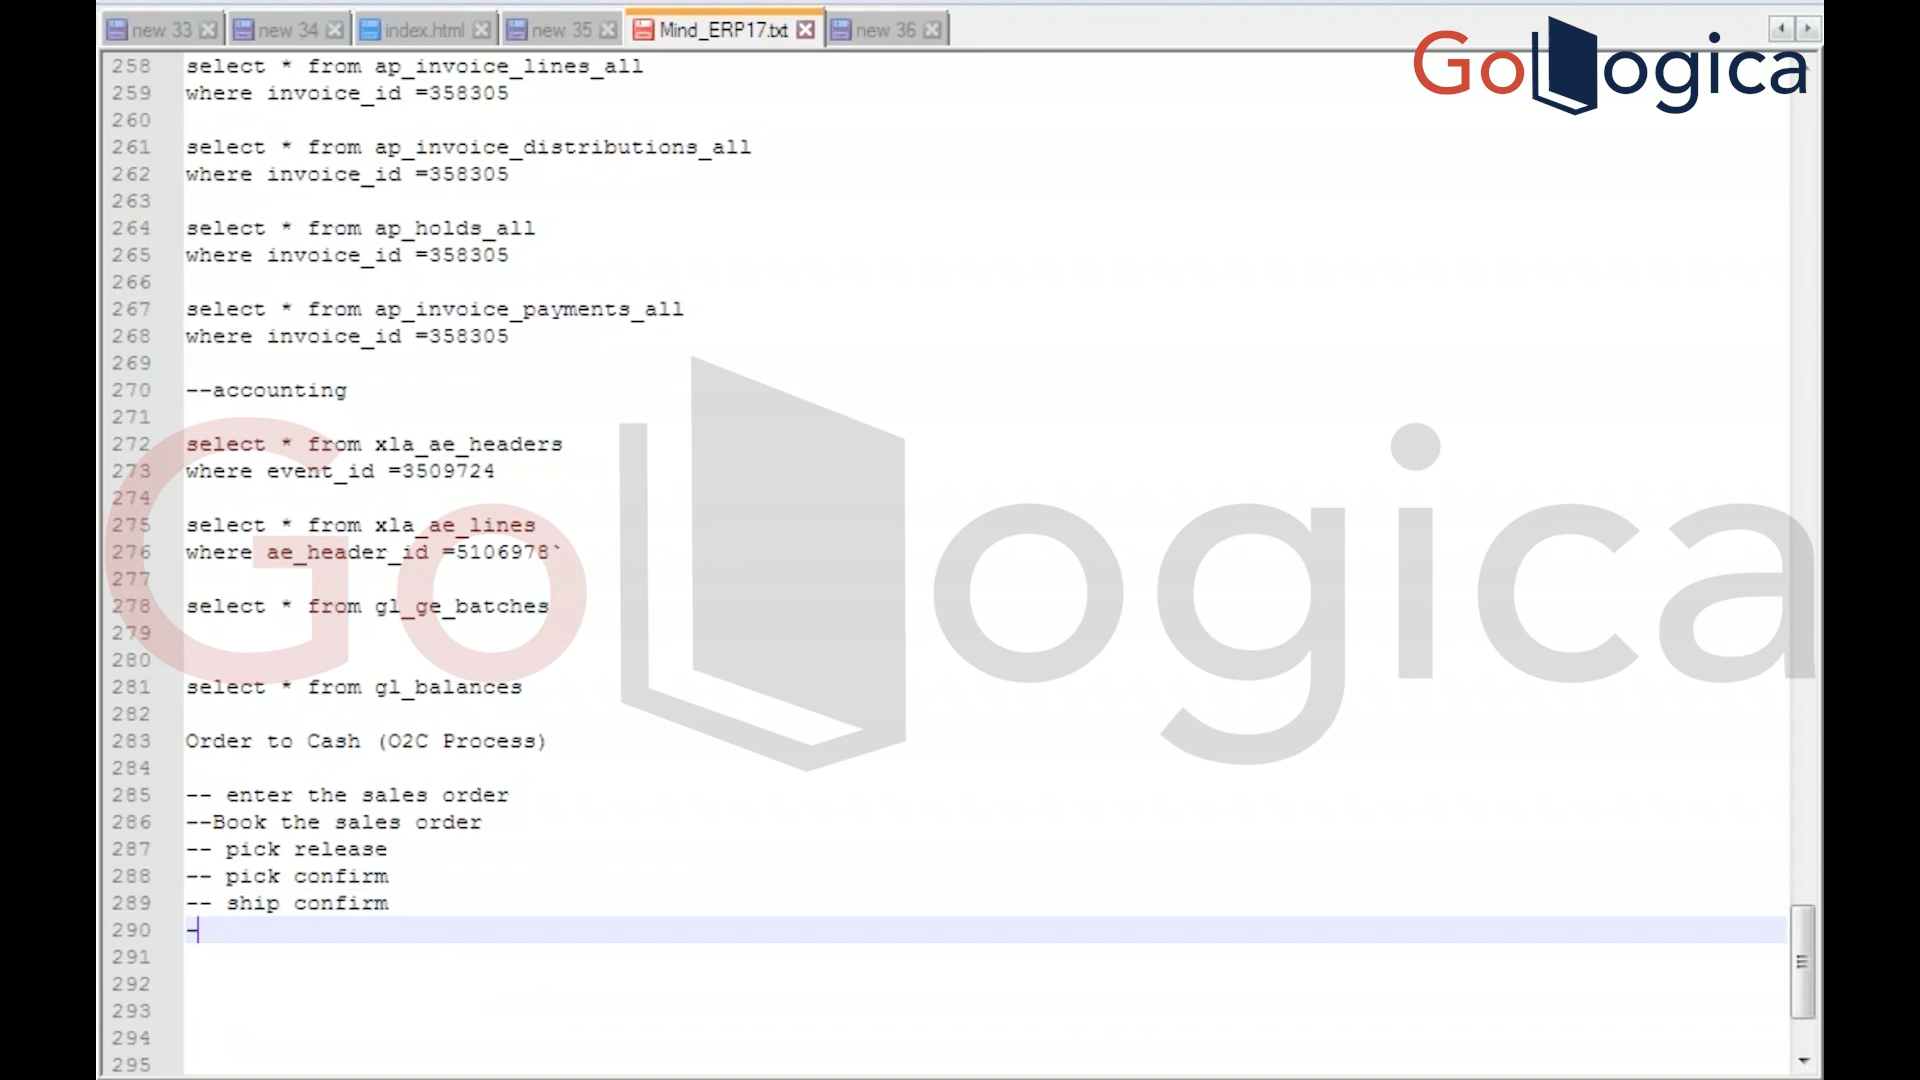 new 33
new 34
index.html
new 35
Mind_ERP17.txt
new 36
GoLogica
258 select * from ap_invoice_lines_all
259 where invoice_id =358305
260
261 select * from ap_invoice_distributions_all
262 where invoice_id =358305
263
264 select * from ap_holds_all
265 where invoice_id =358305
266
267 select * from ap_invoice_payments_all
268 where invoice_id =358305
269
270 --accounting
271
272 select * from xla_ae_headers
273 where event_id =3509724
274
275 select * from xla_ae_lines
276 where ae_header_id =5106978`
277
278 select * from gl_ge_batches
279
280
281 select * from gl_balances
282
283 Order to Cash (O2C Process)
284
285 -- enter the sales order
286 --Book the sales order
287 -- pick release
288 -- pick confirm
289 -- ship confirm
290 -
291
292
293
294
295
GoLogica